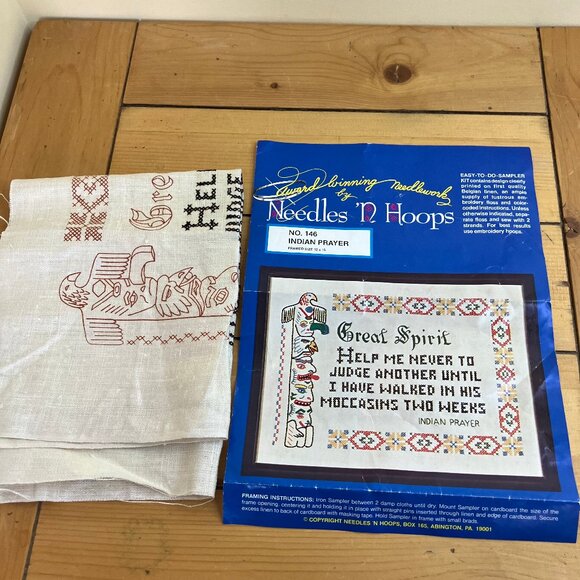 Gre
HELP
JUDGE
Award Winning Needlework
by
Needles 'N Hoops
NO. 146
INDIAN PRAYER
FRAMED SIZE 12 x 16
EASY-TO-DO-SAMPLER
KIT contains design clearly
printed on first quality
Belgian linen, an ample
supply of lustrous em-
broidery floss and color-
coded instructions. Unless
otherwise indicated, sepe-
rate floss and sew with 2
strands. For best results
use embroidery hoops.
Great Spirit
HELP ME NEVER TO
JUDGE ANOTHER UNTIL
I HAVE WALKED IN HIS
MOCCASINS TWO WEEKS
INDIAN PRAYER
FRAMING INSTRUCTIONS: Iron Sampler between 2 damp cloths until dry. Mount Sampler on cardboard the size of the
frame opening, centering it and holding it in place with straight pins inserted through linen and edge of cardboard. Secure
excess linen to back of cardboard with masking tape. Hold Sampler in frame with small brads.
© COPYRIGHT NEEDLES 'N HOOPS, BOX 165, ABINGTON, PA. 19001